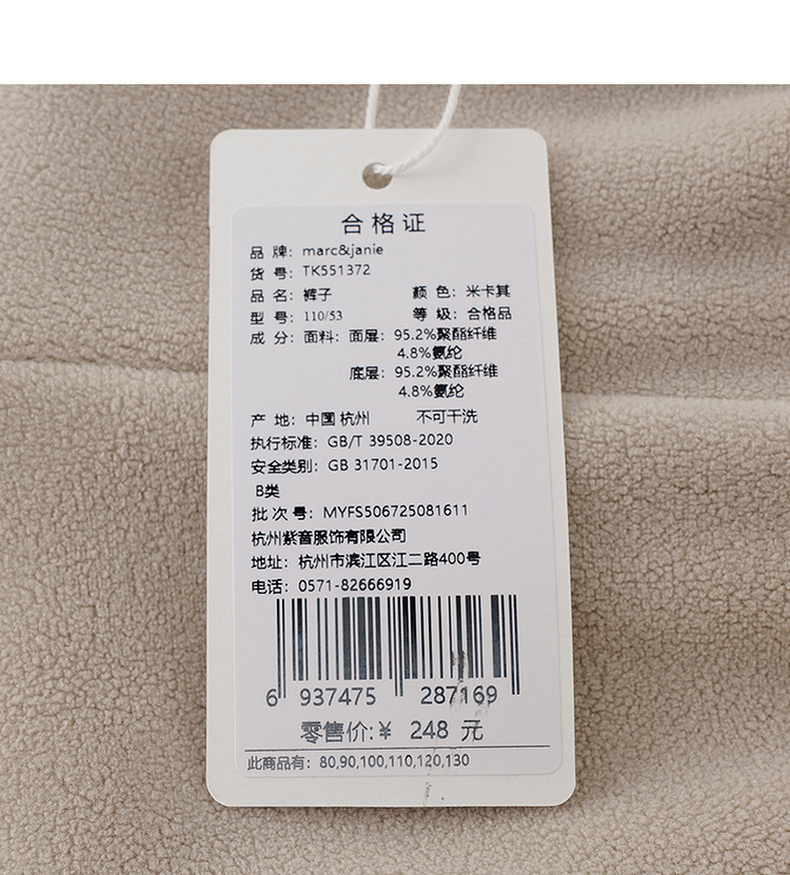 合格证
品 牌: marc&janie
货 号: TK551372
品 名: 裤子 颜 色: 米卡其
型 号: 110/53 等 级: 合格品
成 分: 面料: 面层: 95.2%聚酯纤维
4.8%氨纶
底层: 95.2%聚酯纤维
4.8%氨纶
产 地: 中国 杭州 不可干洗
执行标准: GB/T 39508-2020
安全类别: GB 31701-2015
B类
批 次 号: MYFS506725081611
杭州紫音服饰有限公司
地址: 杭州市滨江区江二路400号
电话: 0571-82666919
6 937475 287169
零售价:¥ 248 元
此商品有: 80,90,100,110,120,130